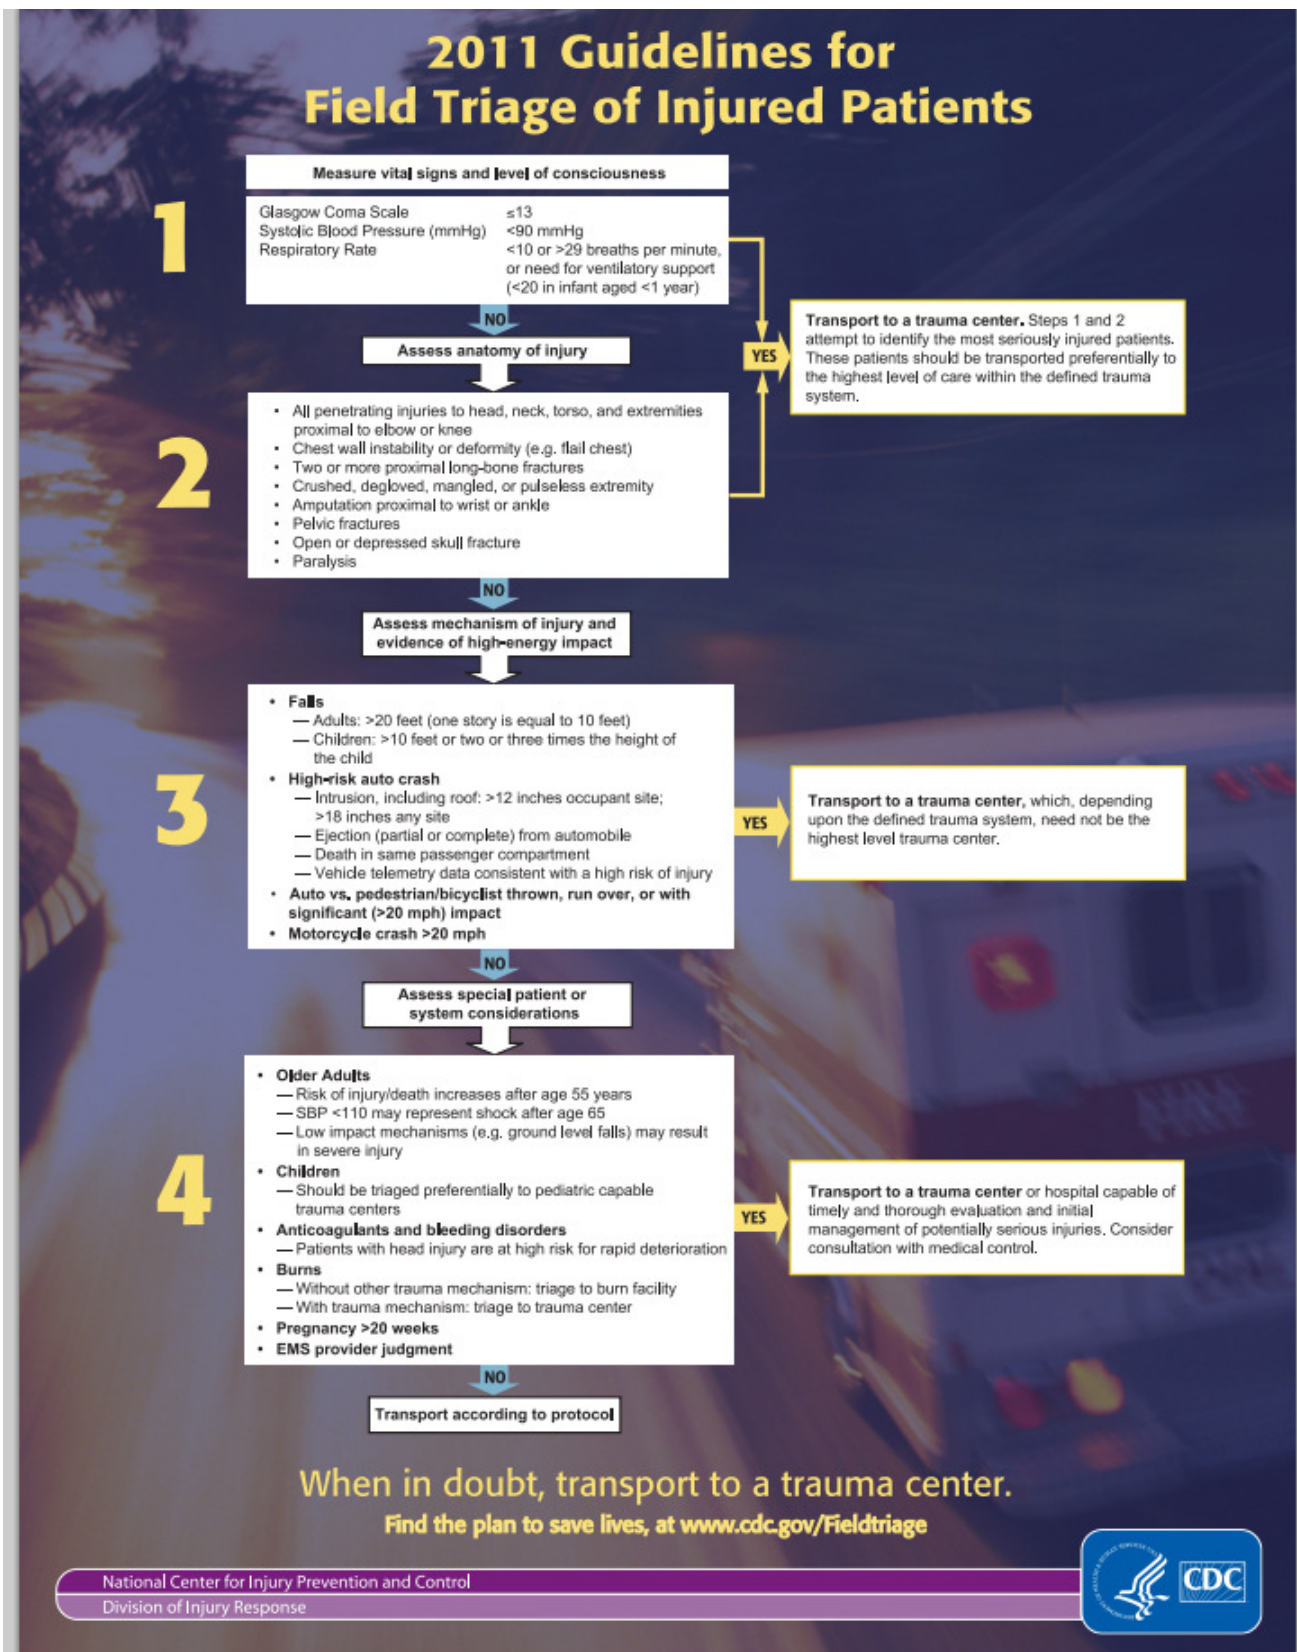 2011 Guidelines for
Field Triage of Injured Patients
Measure vital signs and level of consciousness
1
Glasgow Coma Scale ≤13
Systolic Blood Pressure (mmHg) <90 mmHg
Respiratory Rate <10 or >29 breaths per minute,
or need for ventilatory support
(<20 in infant aged <1 year)
NO
Assess anatomy of injury
YES
Transport to a trauma center. Steps 1 and 2
attempt to identify the most seriously injured patients.
These patients should be transported preferentially to
the highest level of care within the defined trauma
system.
2
• All penetrating injuries to head, neck, torso, and extremities
proximal to elbow or knee
• Chest wall instability or deformity (e.g. flail chest)
• Two or more proximal long-bone fractures
• Crushed, degloved, mangled, or pulseless extremity
• Amputation proximal to wrist or ankle
• Pelvic fractures
• Open or depressed skull fracture
• Paralysis
NO
Assess mechanism of injury and
evidence of high-energy impact
3
• Falls
— Adults: >20 feet (one story is equal to 10 feet)
— Children: >10 feet or two or three times the height of
the child
• High-risk auto crash
— Intrusion, including roof: >12 inches occupant site;
>18 inches any site
— Ejection (partial or complete) from automobile
— Death in same passenger compartment
— Vehicle telemetry data consistent with a high risk of injury
• Auto vs. pedestrian/bicyclist thrown, run over, or with
significant (>20 mph) impact
• Motorcycle crash >20 mph
YES
Transport to a trauma center, which, depending
upon the defined trauma system, need not be the
highest level trauma center.
NO
Assess special patient or
system considerations
4
• Older Adults
— Risk of injury/death increases after age 55 years
— SBP <110 may represent shock after age 65
— Low impact mechanisms (e.g. ground level falls) may result
in severe injury
• Children
— Should be triaged preferentially to pediatric capable
trauma centers
• Anticoagulants and bleeding disorders
— Patients with head injury are at high risk for rapid deterioration
• Burns
— Without other trauma mechanism: triage to burn facility
— With trauma mechanism: triage to trauma center
• Pregnancy >20 weeks
• EMS provider judgment
YES
Transport to a trauma center or hospital capable of
timely and thorough evaluation and initial
management of potentially serious injuries. Consider
consultation with medical control.
NO
Transport according to protocol
When in doubt, transport to a trauma center.
Find the plan to save lives, at www.cdc.gov/Fieldtriage
National Center for Injury Prevention and Control
Division of Injury Response
CDC